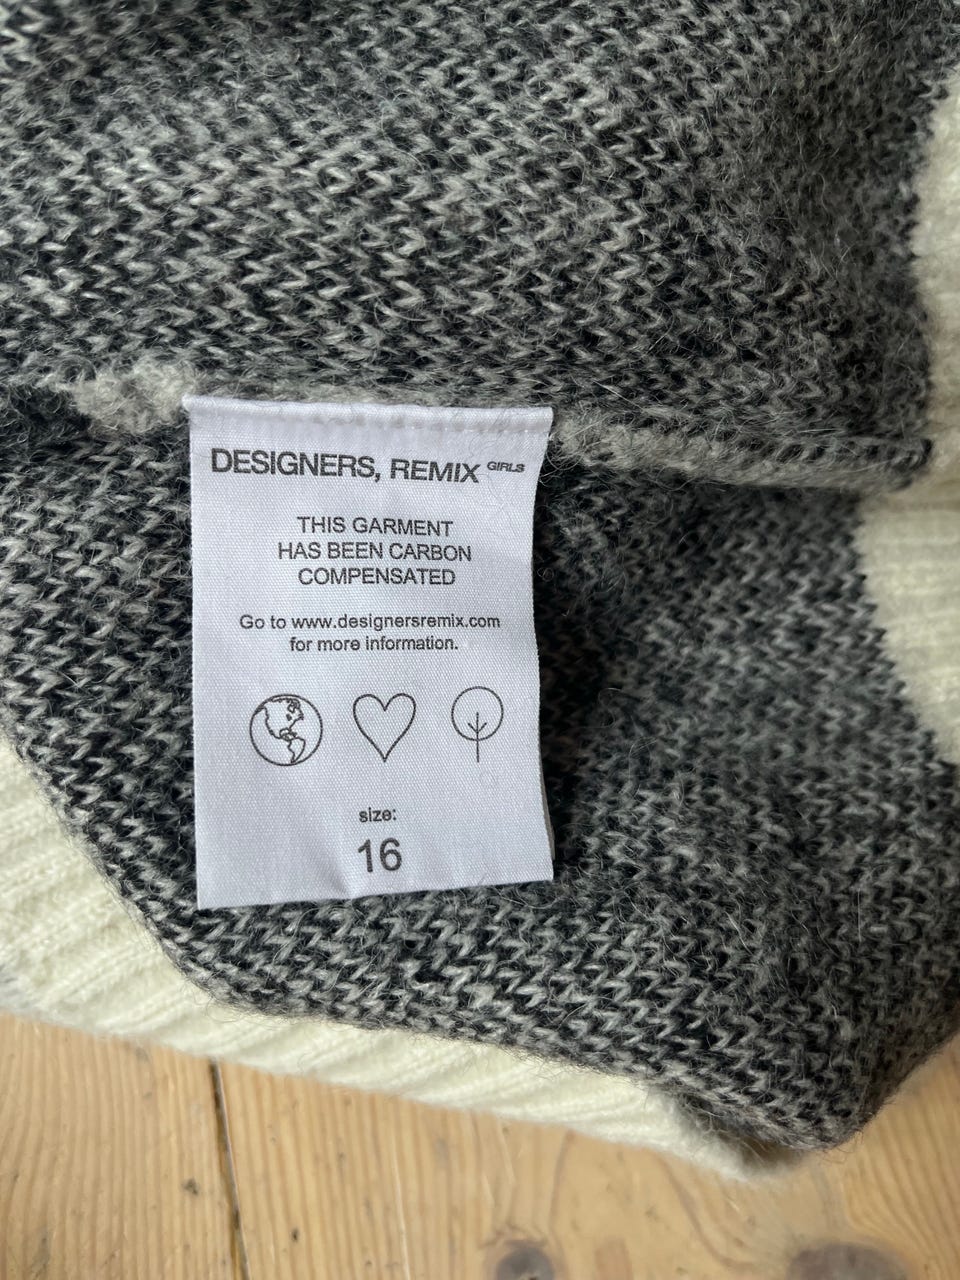 DESIGNERS, REMIX GIRLS
THIS GARMENT
HAS BEEN CARBON
COMPENSATED
Go to www.designersremix.com
for more information.
size:
16